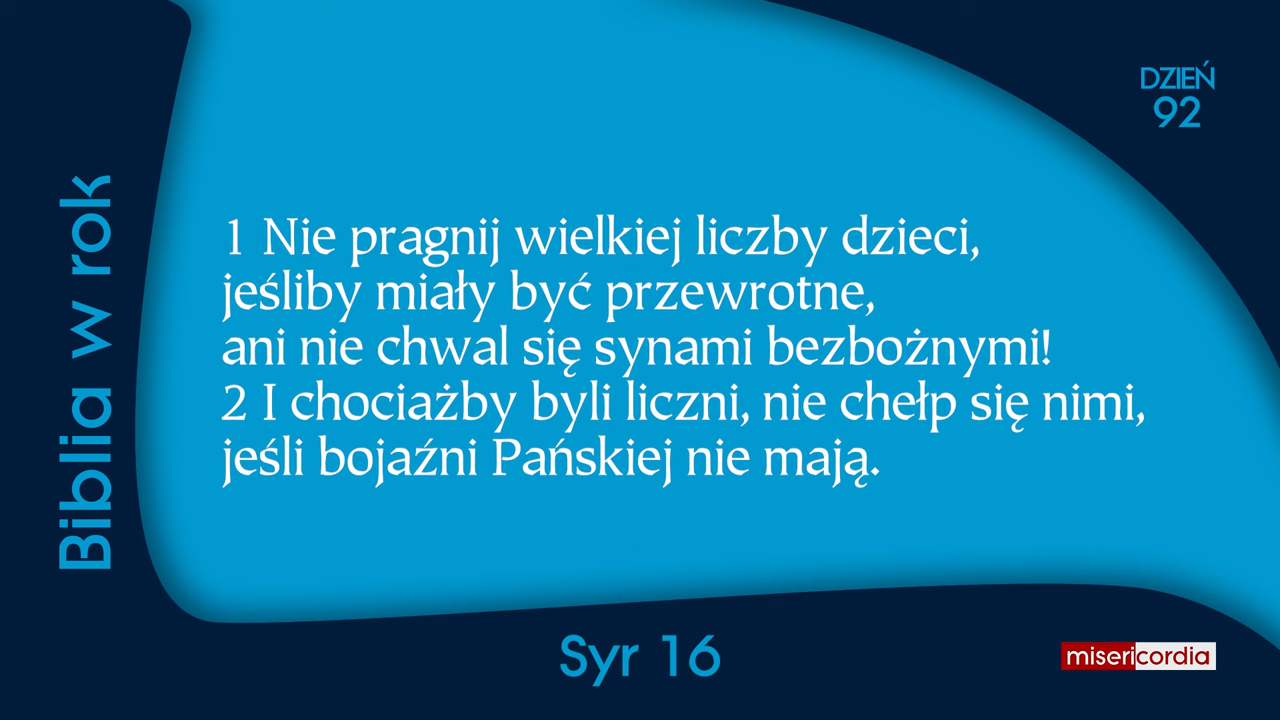 DZIEŃ
92
Biblia w rok
1 Nie pragnij wielkiej liczby dzieci,
jeśliby miały być przewrotne,
ani nie chwal się synami bezbożnymi!
2 I chociażby byli liczni, nie chełp się nimi,
jeśli bojaźni Pańskiej nie mają.
Syr 16
misericordia